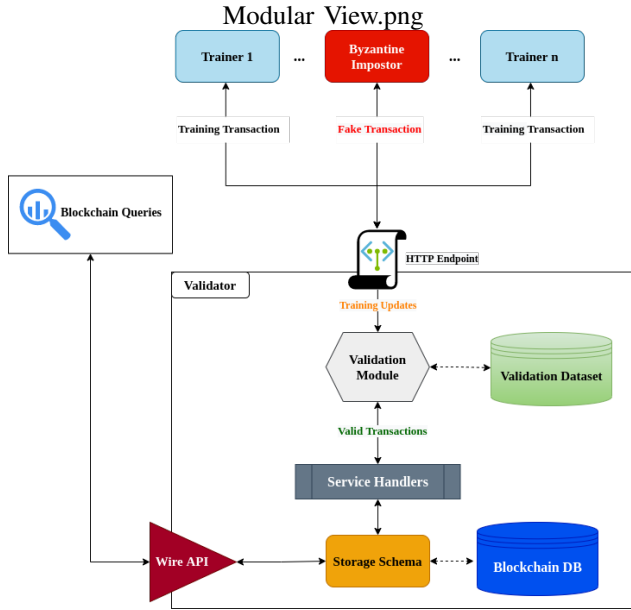 Modular View.png
Trainer 1
...
Byzantine
Impostor
...
Trainer n
Training Transaction
Fake Transaction
Training Transaction
Blockchain Queries
HTTP Endpoint
Validator
Training Updates
Validation
Module
Validation Dataset
Valid Transactions
Service Handlers
Wire API
Storage Schema
Blockchain DB